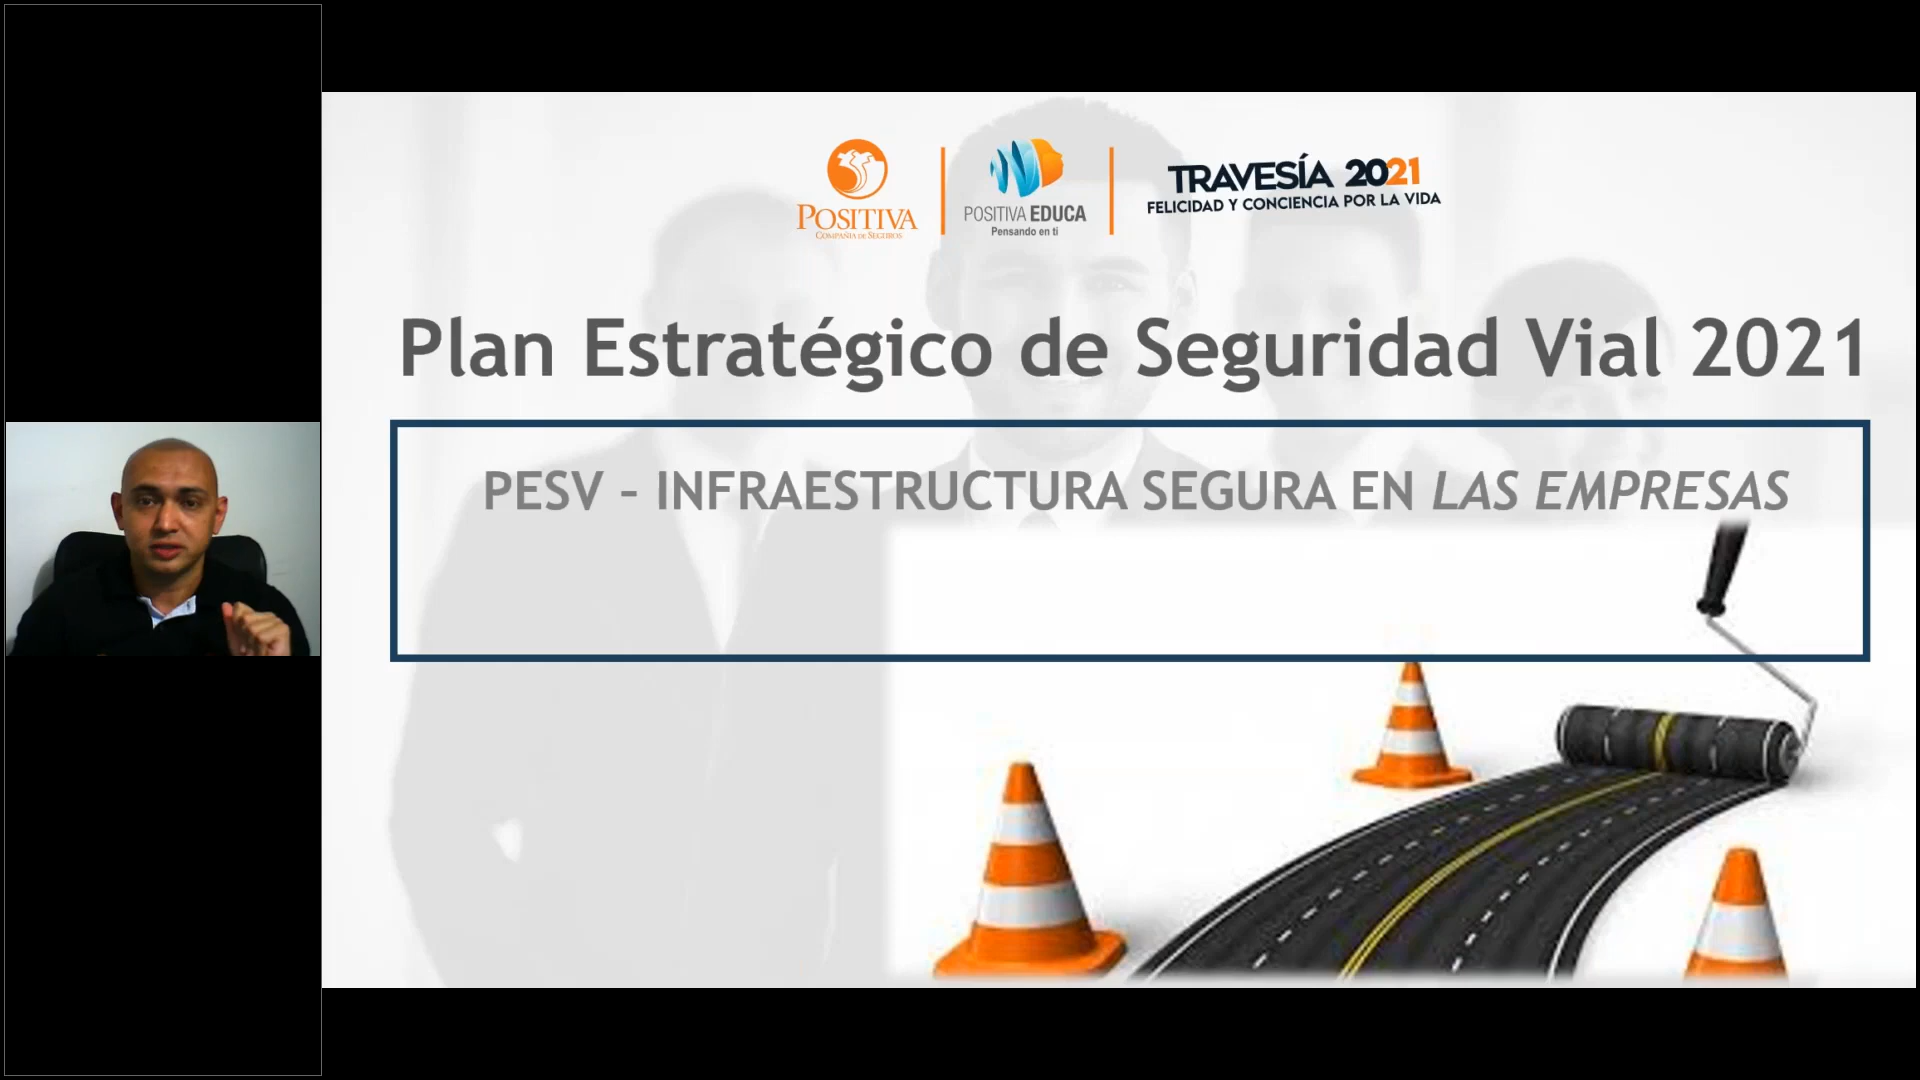 POSITIVA
COMPAÑÍA DE SEGUROS
POSITIVA EDUCA
Pensando en ti
TRAVESÍA 2021
FELICIDAD Y CONCIENCIA POR LA VIDA
Plan Estratégico de Seguridad Vial 2021
PESV – INFRAESTRUCTURA SEGURA EN LAS EMPRESAS